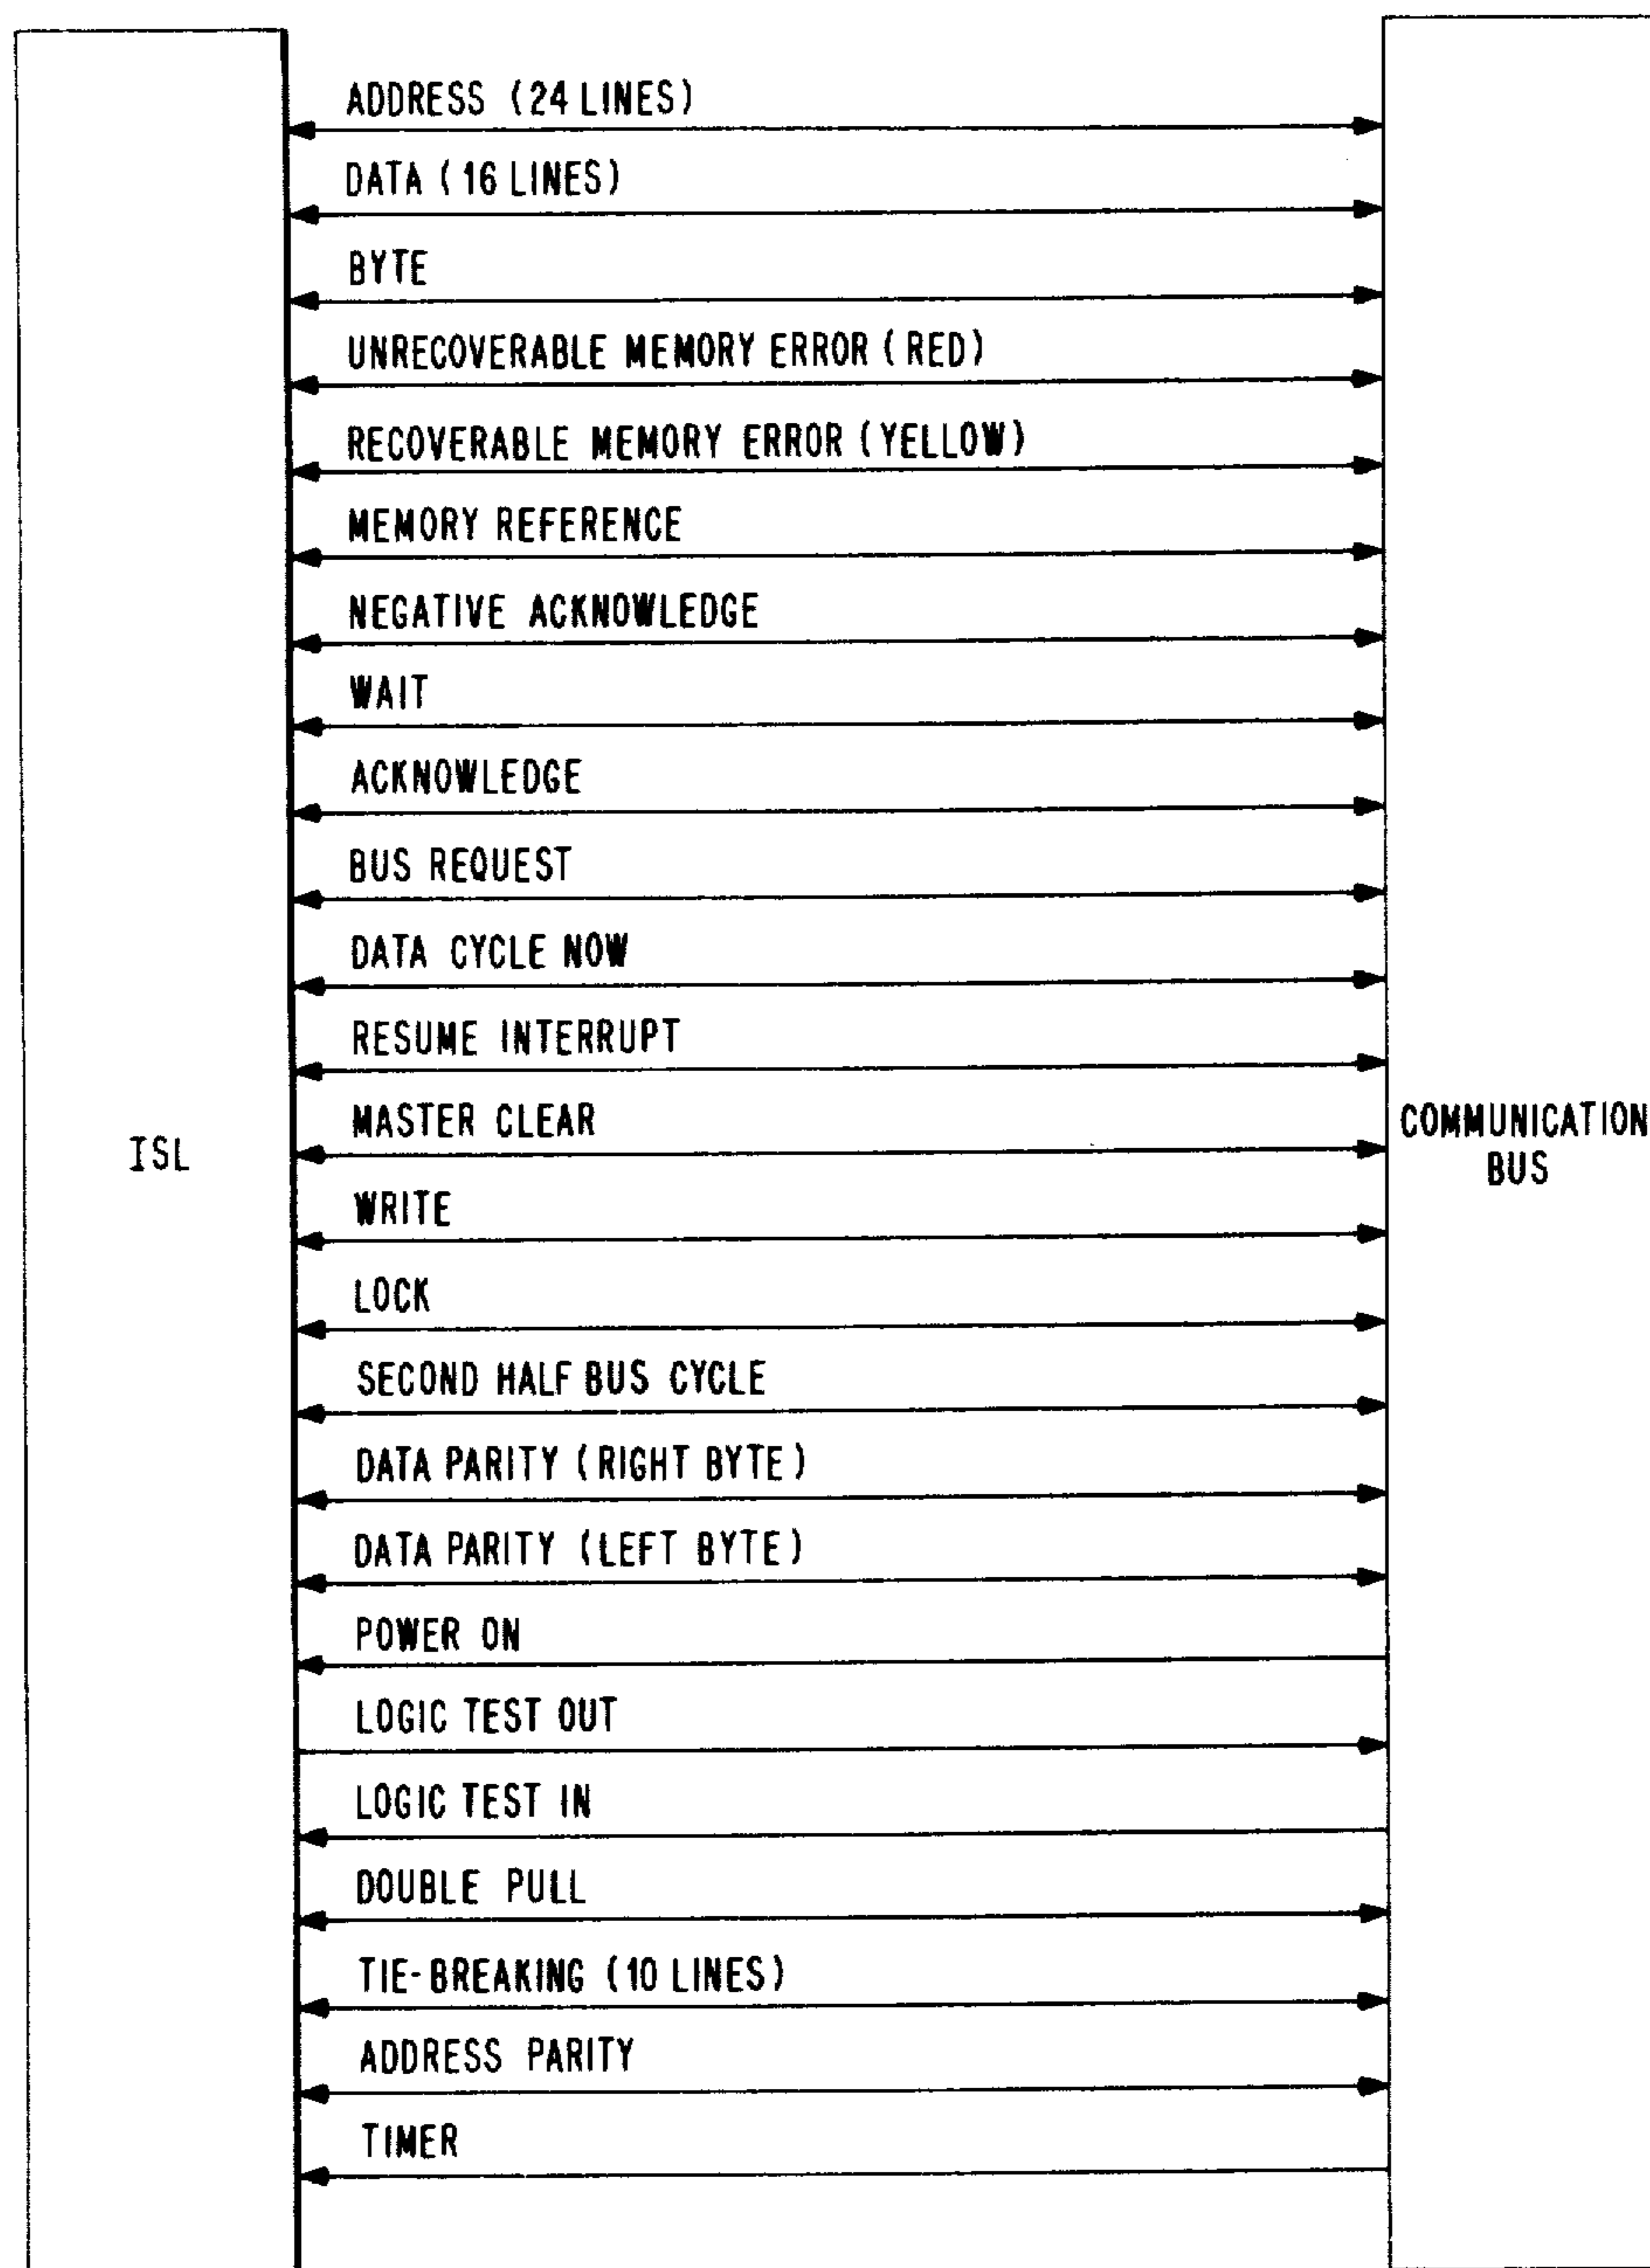 ADDRESS (24 LINES)
DATA (16 LINES)
BYTE
UNRECOVERABLE MEMORY ERROR (RED)
RECOVERABLE MEMORY ERROR (YELLOW)
MEMORY REFERENCE
NEGATIVE ACKNOWLEDGE
WAIT
ACKNOWLEDGE
BUS REQUEST
DATA CYCLE NOW
RESUME INTERRUPT
MASTER CLEAR
ISL
COMMUNICATION
BUS
WRITE
LOCK
SECOND HALF BUS CYCLE
DATA PARITY (RIGHT BYTE)
DATA PARITY (LEFT BYTE)
POWER ON
LOGIC TEST OUT
LOGIC TEST IN
DOUBLE PULL
TIE-BREAKING (10 LINES)
ADDRESS PARITY
TIMER